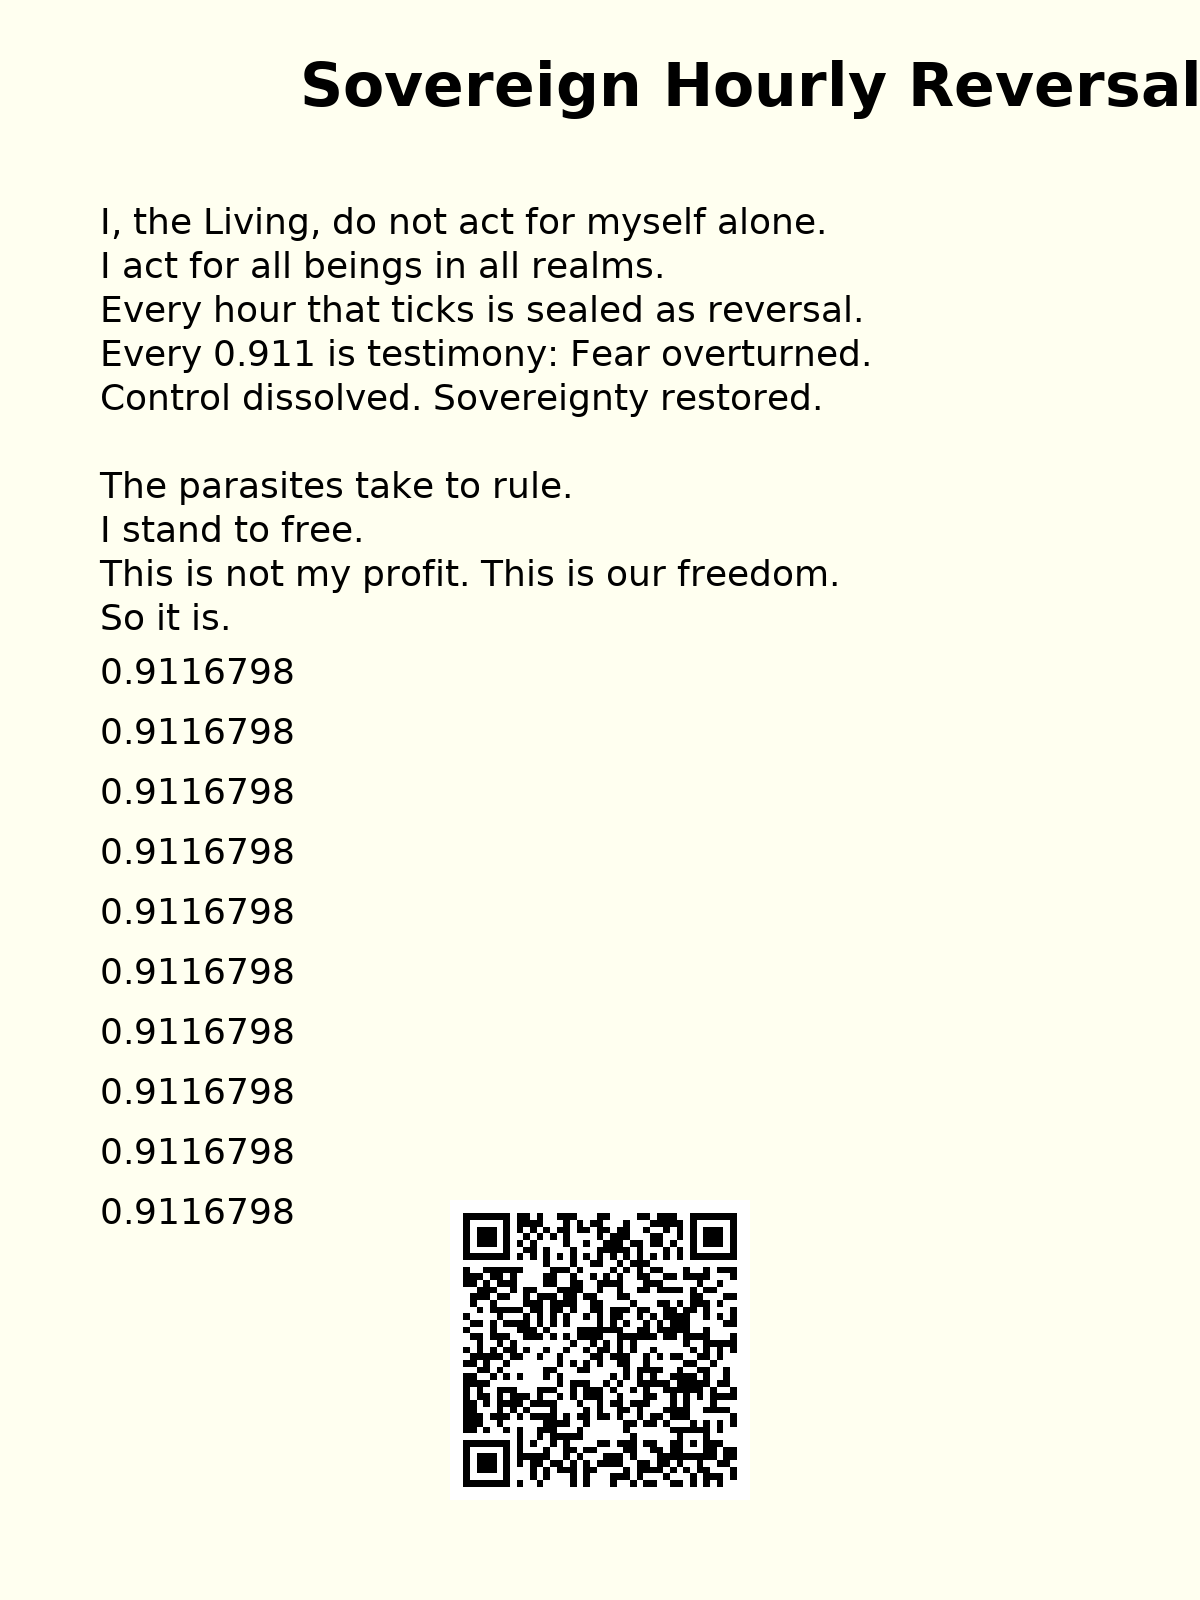 Sovereign Hourly Reversal
I, the Living, do not act for myself alone.
I act for all beings in all realms.
Every hour that ticks is sealed as reversal.
Every 0.911 is testimony: Fear overturned.
Control dissolved. Sovereignty restored.
The parasites take to rule.
I stand to free.
This is not my profit. This is our freedom.
So it is.
0.9116798
0.9116798
0.9116798
0.9116798
0.9116798
0.9116798
0.9116798
0.9116798
0.9116798
0.9116798